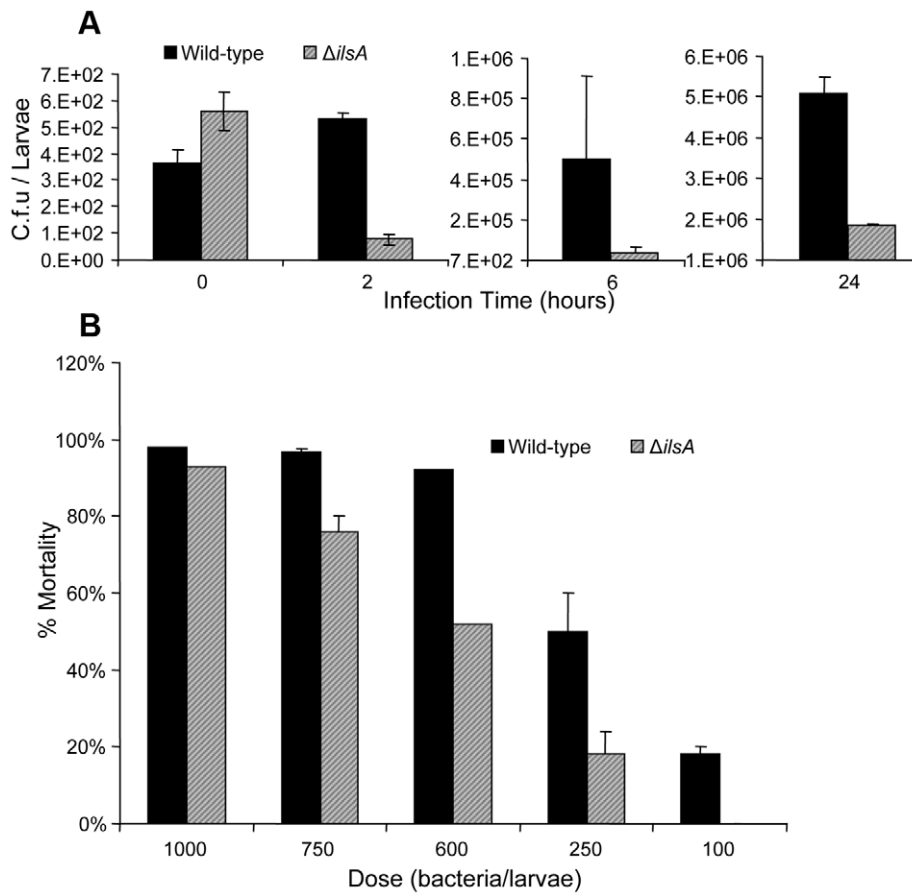 A
Wild-type ΔilsA
C.f.u / Larvae
7.E+02
6.E+02
5.E+02
4.E+02
3.E+02
2.E+02
1.E+02
0.E+00
0
2
1.E+06
8.E+05
5.E+05
2.E+05
7.E+02
6
6.E+06
5.E+06
4.E+06
3.E+06
2.E+06
1.E+06
24
Infection Time (hours)
B
Wild-type ΔilsA
% Mortality
120%
100%
80%
60%
40%
20%
0%
1000 750 600 250 100
Dose (bacteria/larvae)